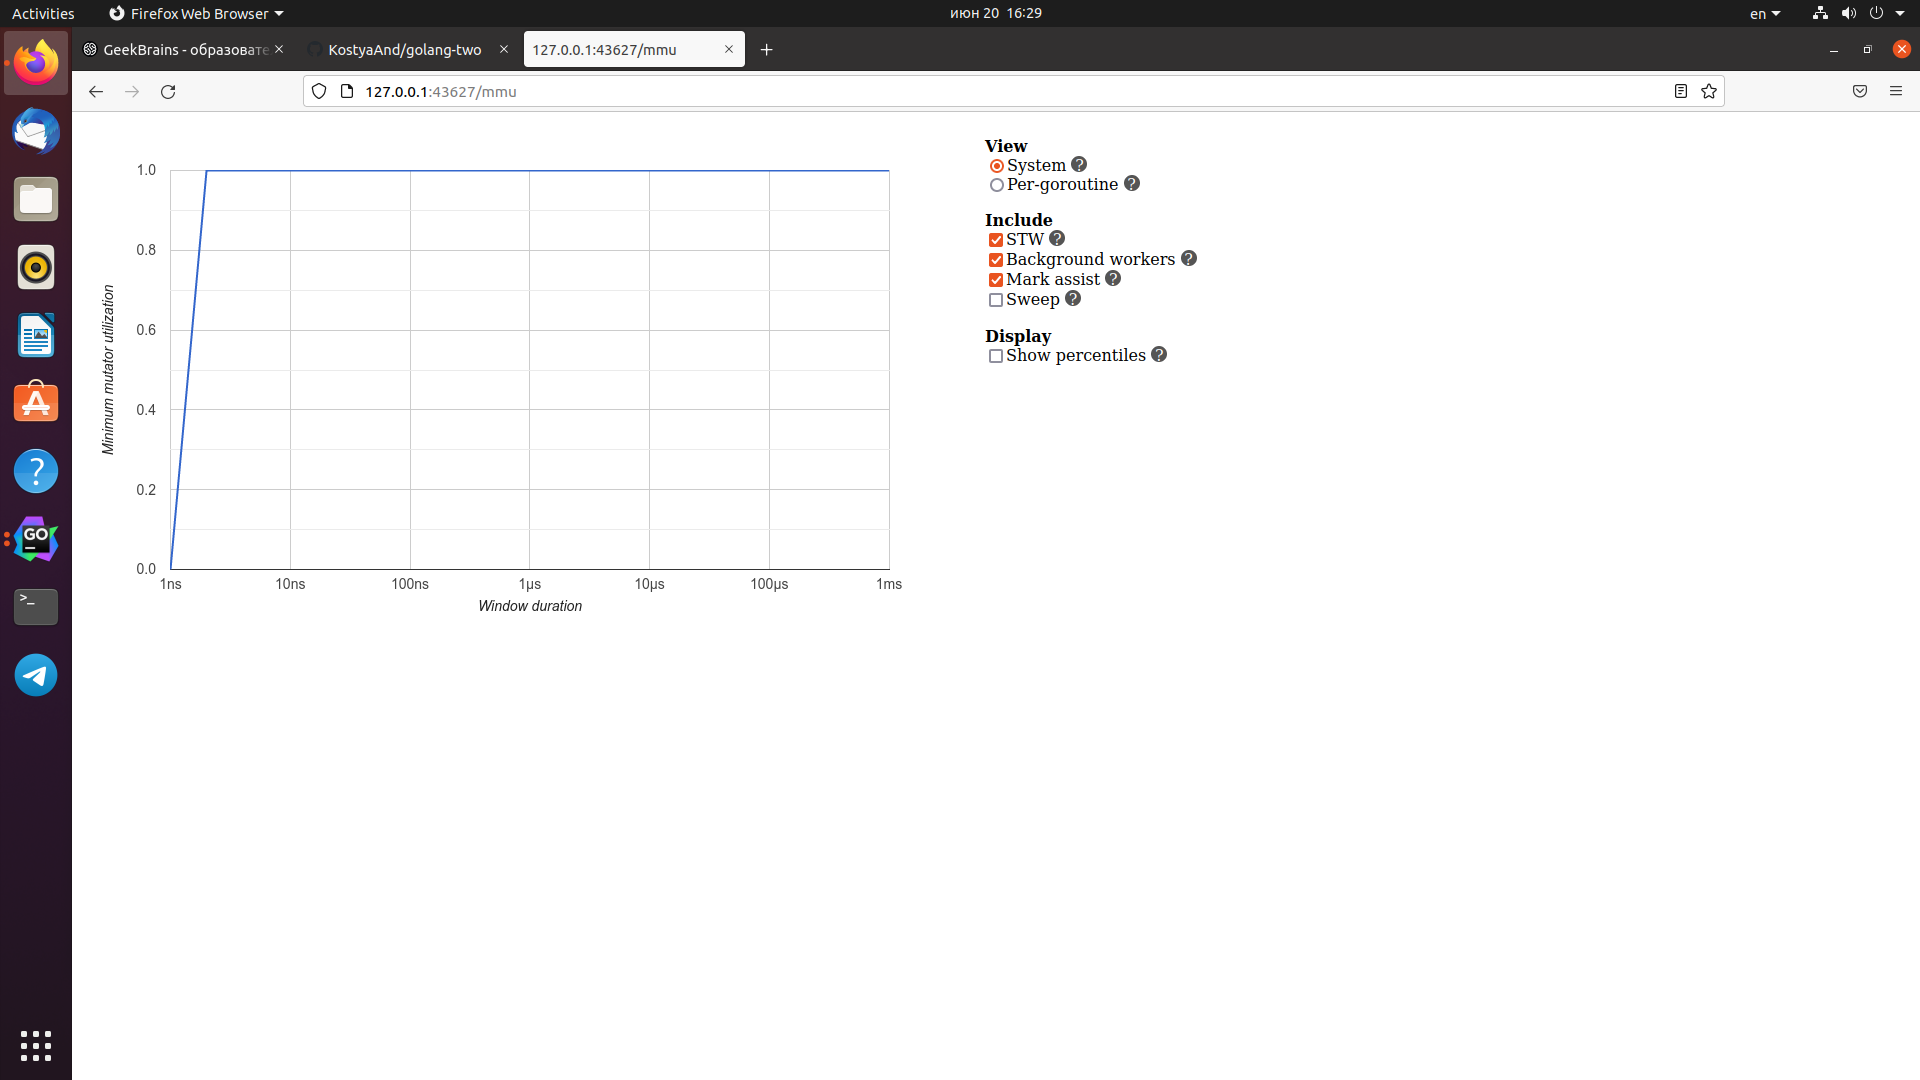 Activities
Firefox Web Browser
июн 20 16:29
en
GeekBrains - образовате
KostyaAnd/golang-two
127.0.0.1:43627/mmu
127.0.0.1:43627/mmu
1.0
0.8
0.6
0.4
0.2
0.0
Minimum mutator utilization
1ns
10ns
100ns
1µs
10µs
100µs
1ms
Window duration
View
System ?
Per-goroutine ?
Include
STW ?
Background workers ?
Mark assist ?
Sweep ?
Display
Show percentiles ?
GO
>_